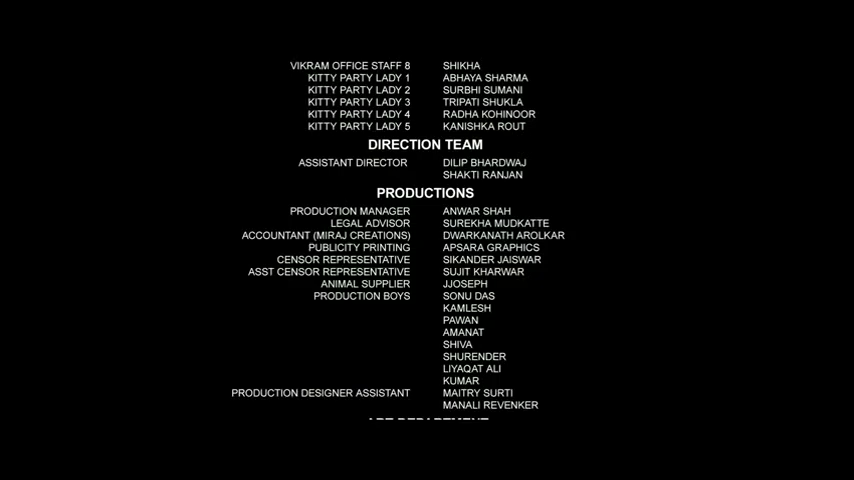 VIKRAM OFFICE STAFF 8 SHIKHA
KITTY PARTY LADY 1 ABHAYA SHARMA
KITTY PARTY LADY 2 SURBHI SUMANI
KITTY PARTY LADY 3 TRIPATI SHUKLA
KITTY PARTY LADY 4 RADHA KOHINOOR
KITTY PARTY LADY 5 KANISHKA ROUT
DIRECTION TEAM
ASSISTANT DIRECTOR DILIP BHARDWAJ
SHAKTI RANJAN
PRODUCTIONS
PRODUCTION MANAGER ANWAR SHAH
LEGAL ADVISOR SUREKHA MUDKATTE
ACCOUNTANT (MIRAJ CREATIONS) DWARKANATH AROLKAR
PUBLICITY PRINTING APSARA GRAPHICS
CENSOR REPRESENTATIVE SIKANDER JAISWAR
ASST CENSOR REPRESENTATIVE SUJIT KHARWAR
ANIMAL SUPPLIER JJOSEPH
PRODUCTION BOYS SONU DAS
KAMLESH
PAWAN
AMANAT
SHIVA
SHURENDER
LIYAQAT ALI
KUMAR
PRODUCTION DESIGNER ASSISTANT MAITRY SURTI
MANALI REVENKER
ART DEPARTMENT